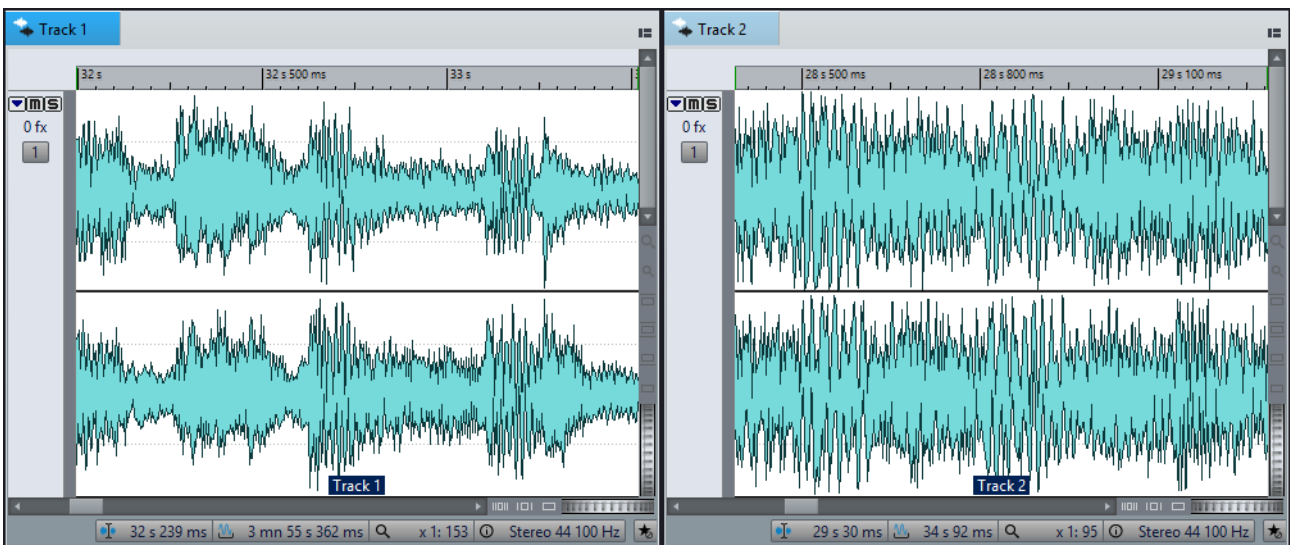 Track 1
32 s 32 s 500 ms 33 s
M S
0 fx
1
Track 1
32 s 239 ms 3 mn 55 s 362 ms x 1: 153 Stereo 44 100 Hz
Track 2
28 s 500 ms 28 s 800 ms 29 s 100 ms
M S
0 fx
1
Track 2
29 s 30 ms 34 s 92 ms x 1: 95 Stereo 44 100 Hz